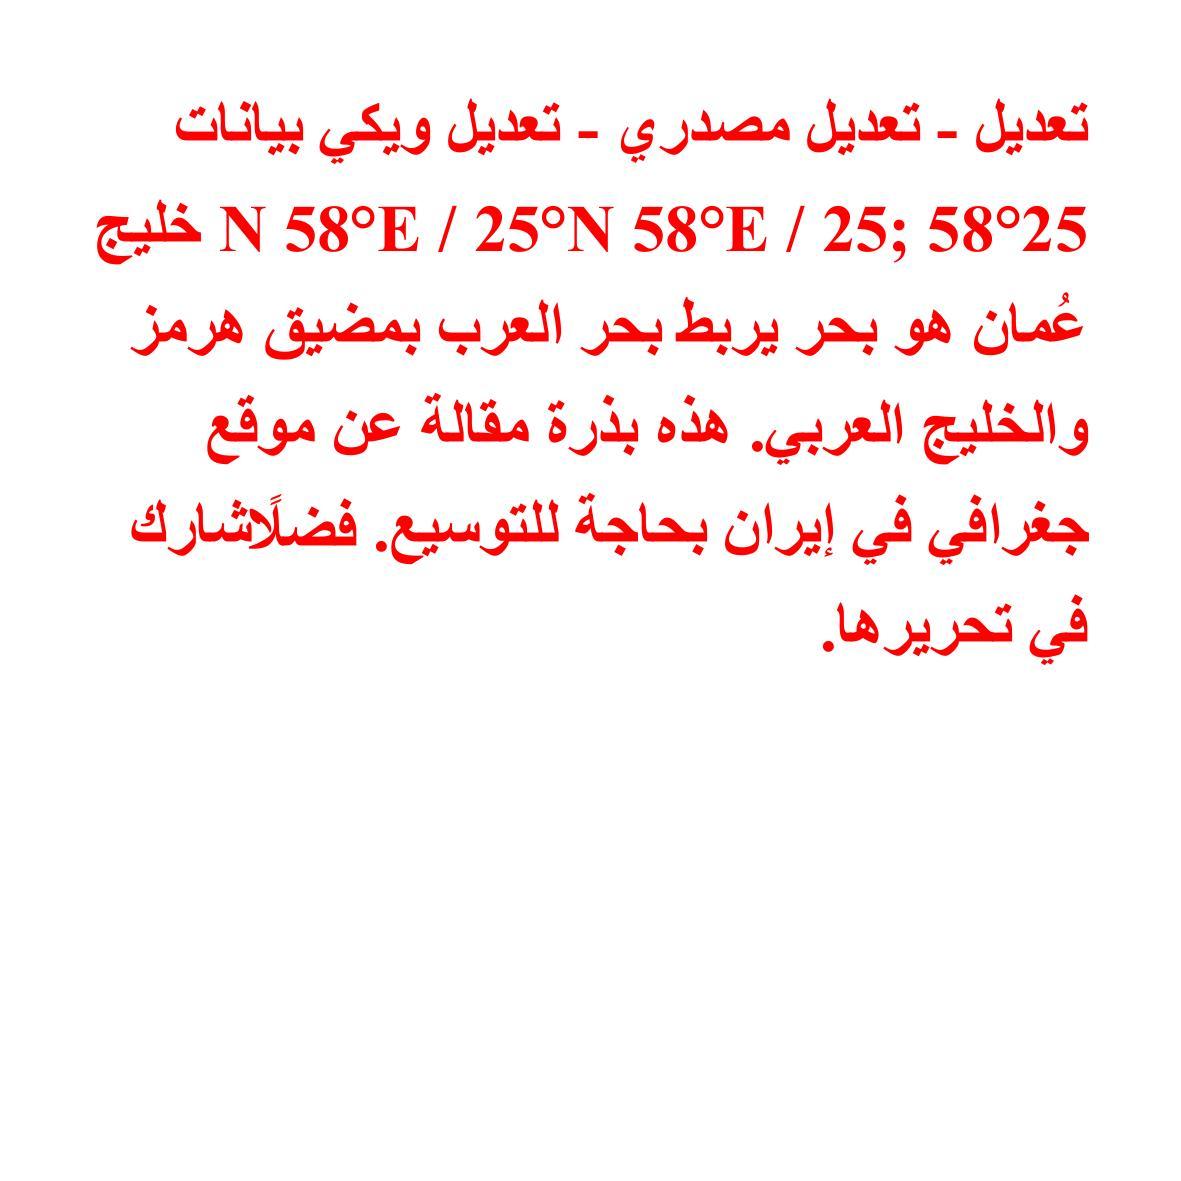 تعديل - تعديل مصدري - تعديل ويكي بيانات
25°N 58°E / 25°N 58°E / 25; 58 خليج
عُمان هو بحر يربط بحر العرب بمضيق هرمز
والخليج العربي. هذه بذرة مقالة عن موقع
جغرافي في إيران بحاجة للتوسيع. فضلًاشارك
في تحريرها.